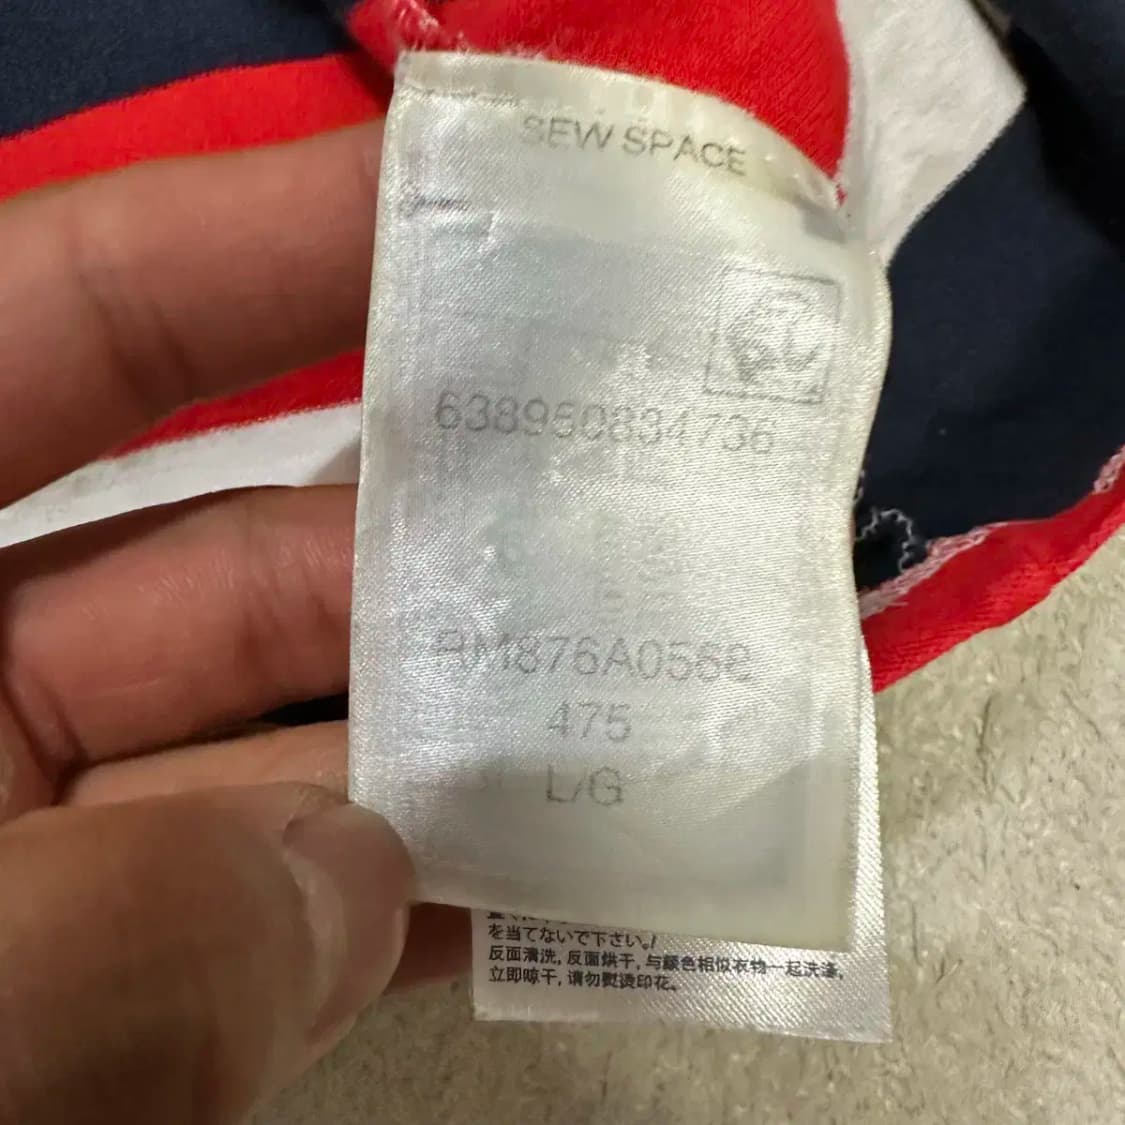 SEW SPACE
638950834736
475
L/G
を当てないで下さい。/
反面清洗, 反面烘干, 与颜色相似衣物一起洗涤,
立即晾干, 请勿熨烫印花。